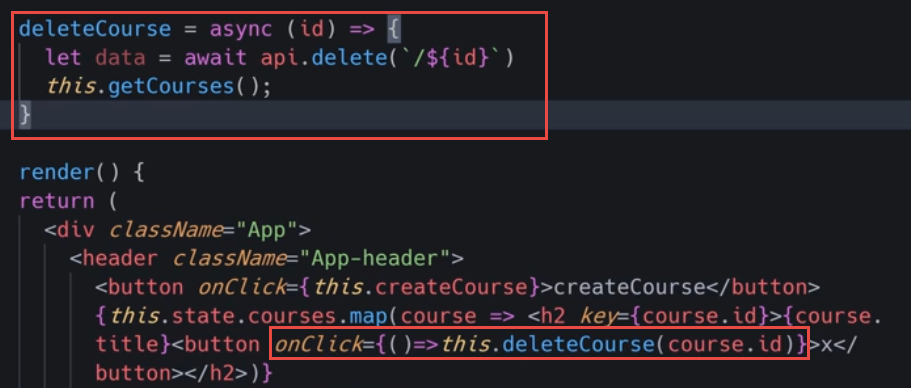 deleteCourse = async (id) => {
let data = await api.delete(`/${id}`)
this.getCourses();
}
render() {
return (
<div className="App">
<header className="App-header">
<button onClick={this.createCourse}>createCourse</button>
{this.state.courses.map(course => <h2 key={course.id}>{course.
title}<button onClick={()=>this.deleteCourse(course.id)}>x</
button></h2>)}